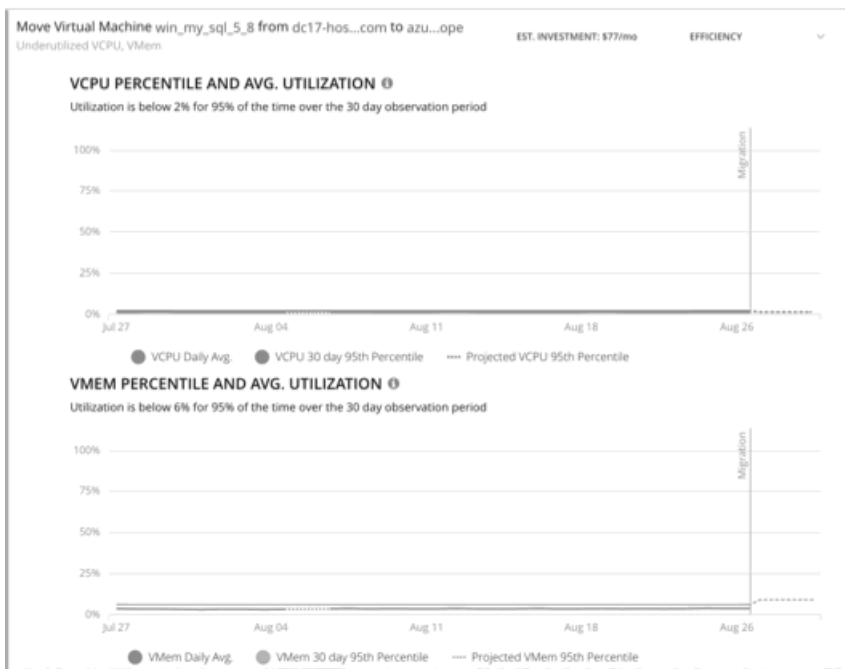 Move Virtual Machine win_my_sql_5_8 from dc17-hos...com to azu...ope
EST. INVESTMENT: $77/mo
EFFICIENCY
Underutilized VCPU, VMem
VCPU PERCENTILE AND AVG. UTILIZATION
Utilization is below 2% for 95% of the time over the 30 day observation period
Migration
100%
75%
50%
25%
0%
Jul 27 Aug 04 Aug 11 Aug 18 Aug 26
VCPU Daily Avg. VCPU 30 day 95th Percentile Projected VCPU 95th Percentile
VMEM PERCENTILE AND AVG. UTILIZATION
Utilization is below 6% for 95% of the time over the 30 day observation period
Migration
100%
75%
50%
25%
0%
Jul 27 Aug 04 Aug 11 Aug 18 Aug 26
VMem Daily Avg. VMem 30 day 95th Percentile Projected VMem 95th Percentile